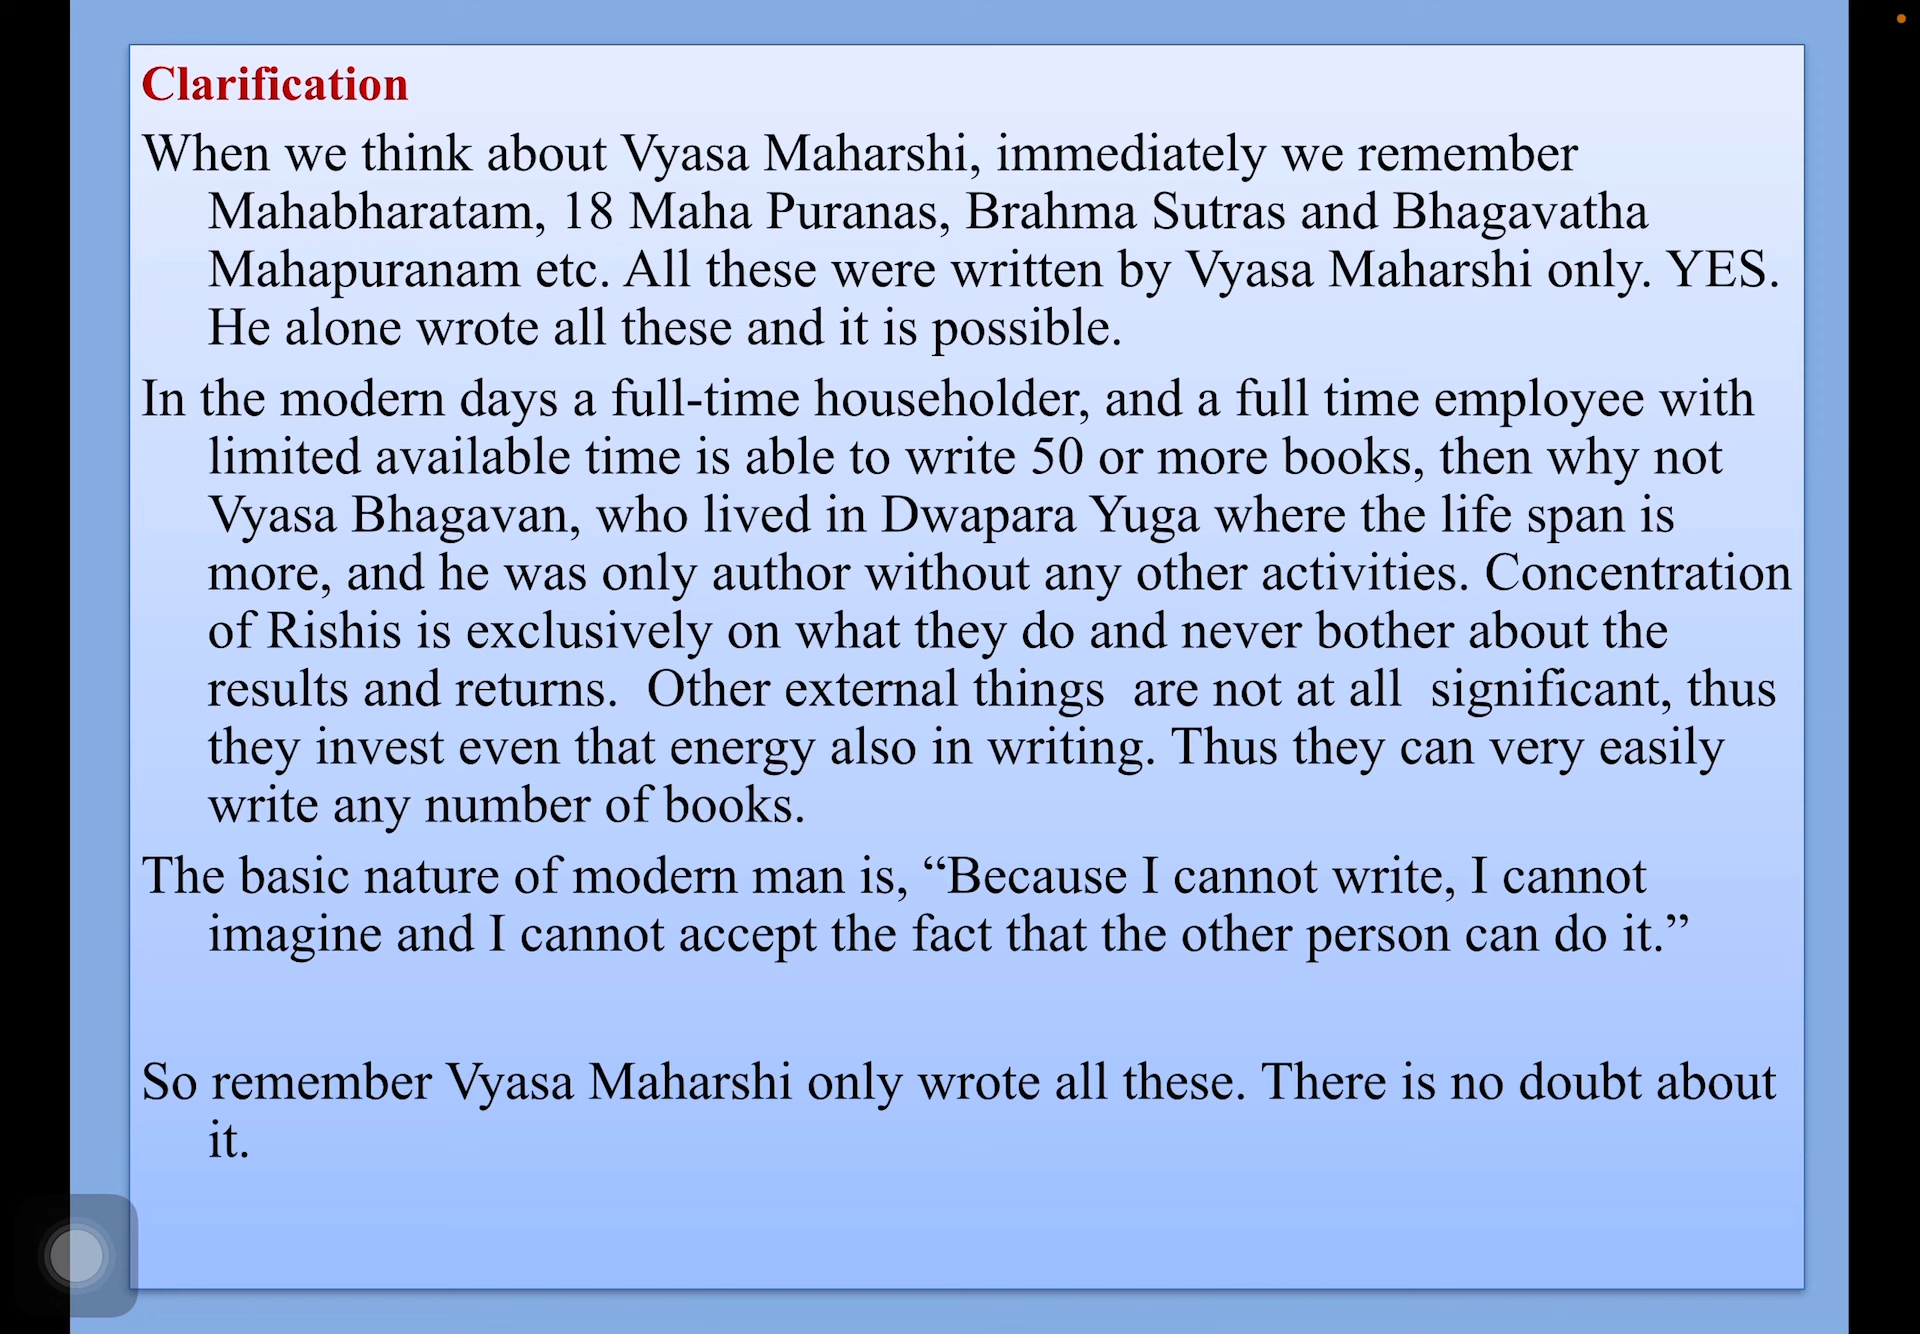 Clarification
When we think about Vyasa Maharshi, immediately we remember
Mahabharatam, 18 Maha Puranas, Brahma Sutras and Bhagavatha
Mahapuranam etc. All these were written by Vyasa Maharshi only. YES.
He alone wrote all these and it is possible.
In the modern days a full-time householder, and a full time employee with
limited available time is able to write 50 or more books, then why not
Vyasa Bhagavan, who lived in Dwapara Yuga where the life span is
more, and he was only author without any other activities. Concentration
of Rishis is exclusively on what they do and never bother about the
results and returns.  Other external things  are not at all  significant, thus
they invest even that energy also in writing. Thus they can very easily
write any number of books.
The basic nature of modern man is, “Because I cannot write, I cannot
imagine and I cannot accept the fact that the other person can do it.”
So remember Vyasa Maharshi only wrote all these. There is no doubt about
it.